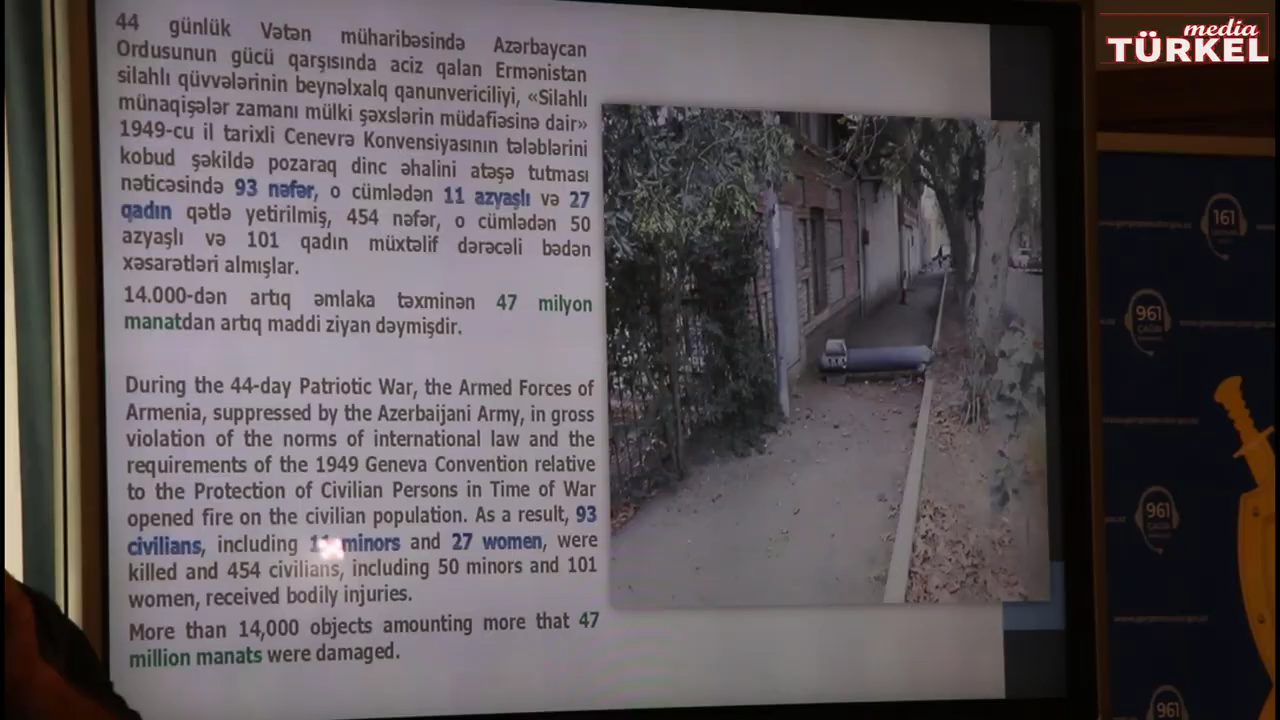 44 günlük Vətən müharibəsində Azərbaycan
Ordusunun gücü qarşısında aciz qalan Ermənistan
silahlı qüvvələrinin beynəlxalq qanunvericiliyi, «Silahlı
münaqişələr zamanı mülki şəxslərin müdafiəsinə dair»
1949-cu il tarixli Cenevrə Konvensiyasının tələblərini
kobud şəkildə pozaraq dinc əhalini atəşə tutması
nəticəsində 93 nəfər, o cümlədən 11 azyaşlı və 27
qadın qətlə yetirilmiş, 454 nəfər, o cümlədən 50
azyaşlı və 101 qadın müxtəlif dərəcəli bədən
xəsarətləri almışlar.
14.000-dən artıq əmlaka təxminən 47 milyon
manatdan artıq maddi ziyan dəymişdir.
During the 44-day Patriotic War, the Armed Forces of
Armenia, suppressed by the Azerbaijani Army, in gross
violation of the norms of international law and the
requirements of the 1949 Geneva Convention relative
to the Protection of Civilian Persons in Time of War
opened fire on the civilian population. As a result, 93
civilians, including 11 minors and 27 women, were
killed and 454 civilians, including 50 minors and 101
women, received bodily injuries.
More than 14,000 objects amounting more that 47
million manats were damaged.
media
TÜRKEL
161
961
ÇAĞRI
961
ÇAĞRI
961